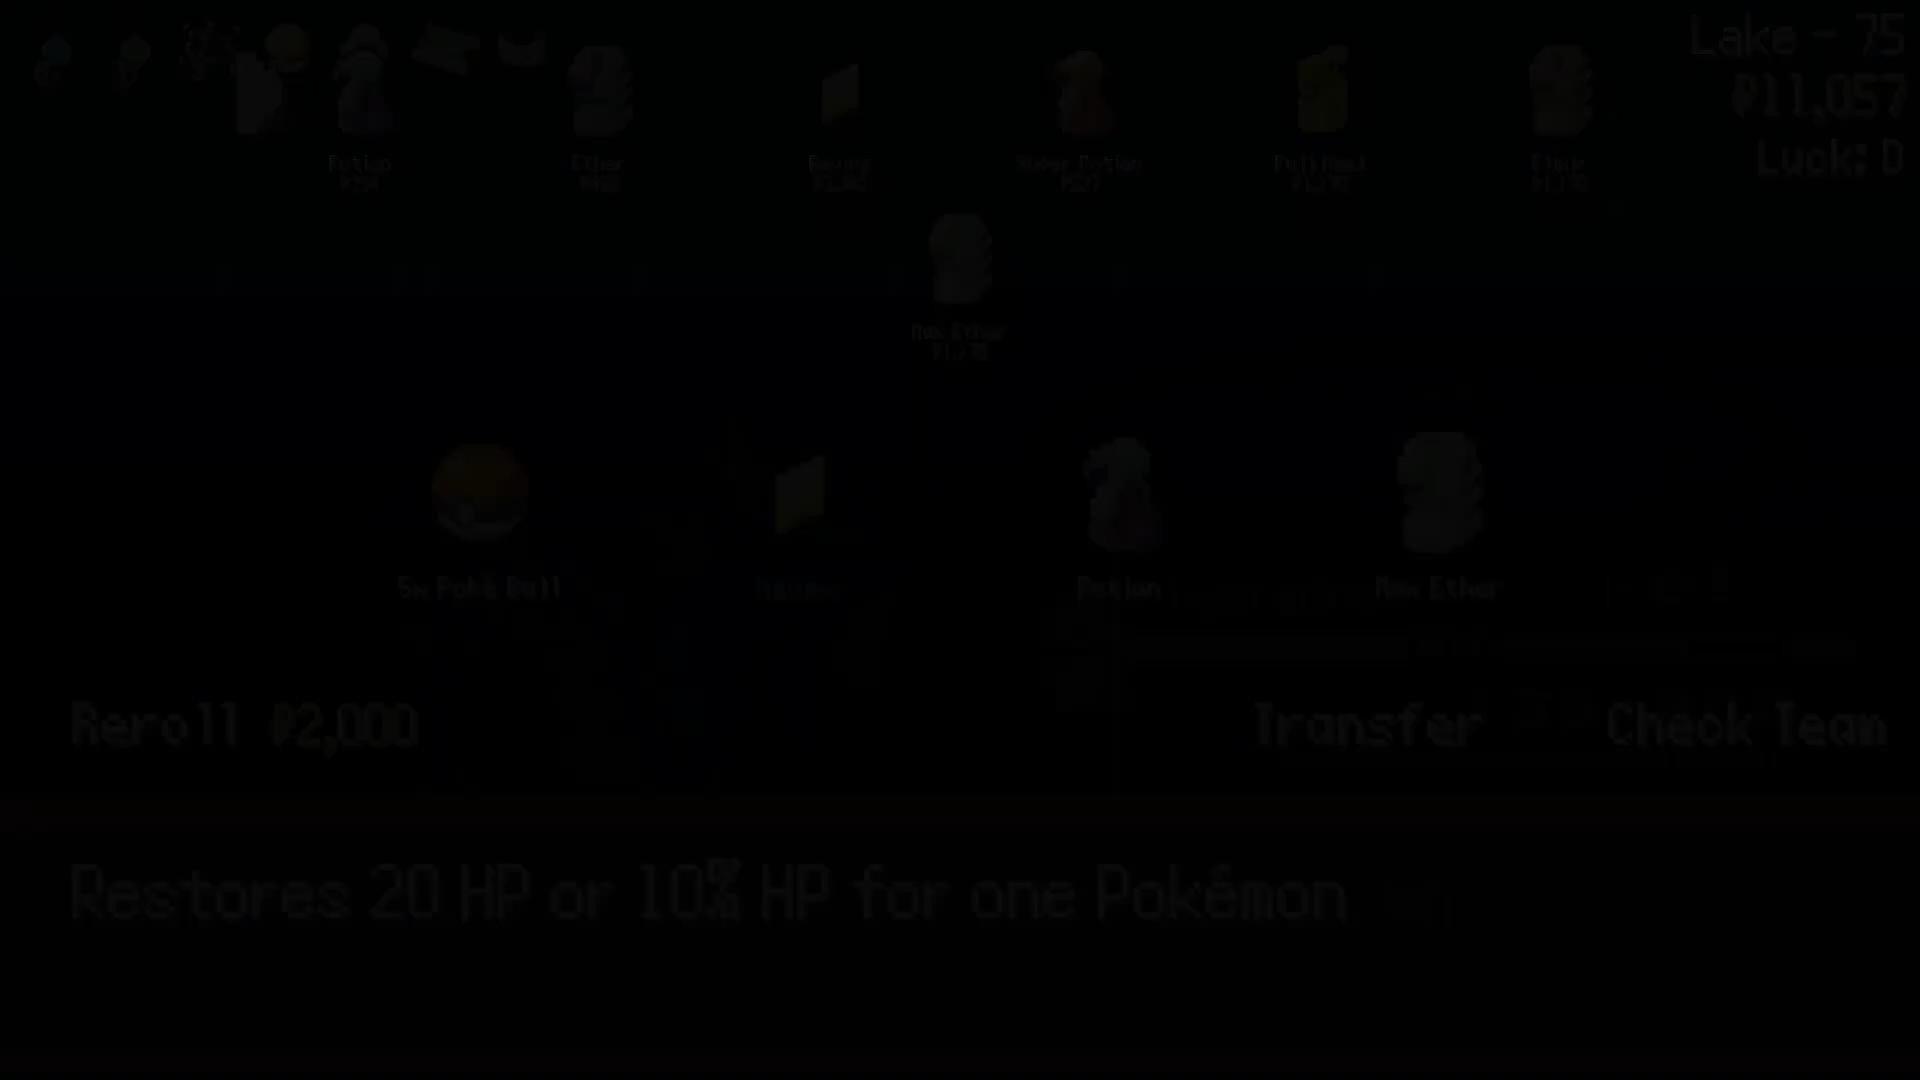 Lake - 75
₽11,057
Luck: D
Potion
Ether
Revive
Super Potion
Full Heal
Elixir
Max Ether
5x Poké Ball
Revive
Potion
Max Ether
Reroll ₽2,000
Transfer
Check Team
Restores 20 HP or 10% HP for one Pokémon